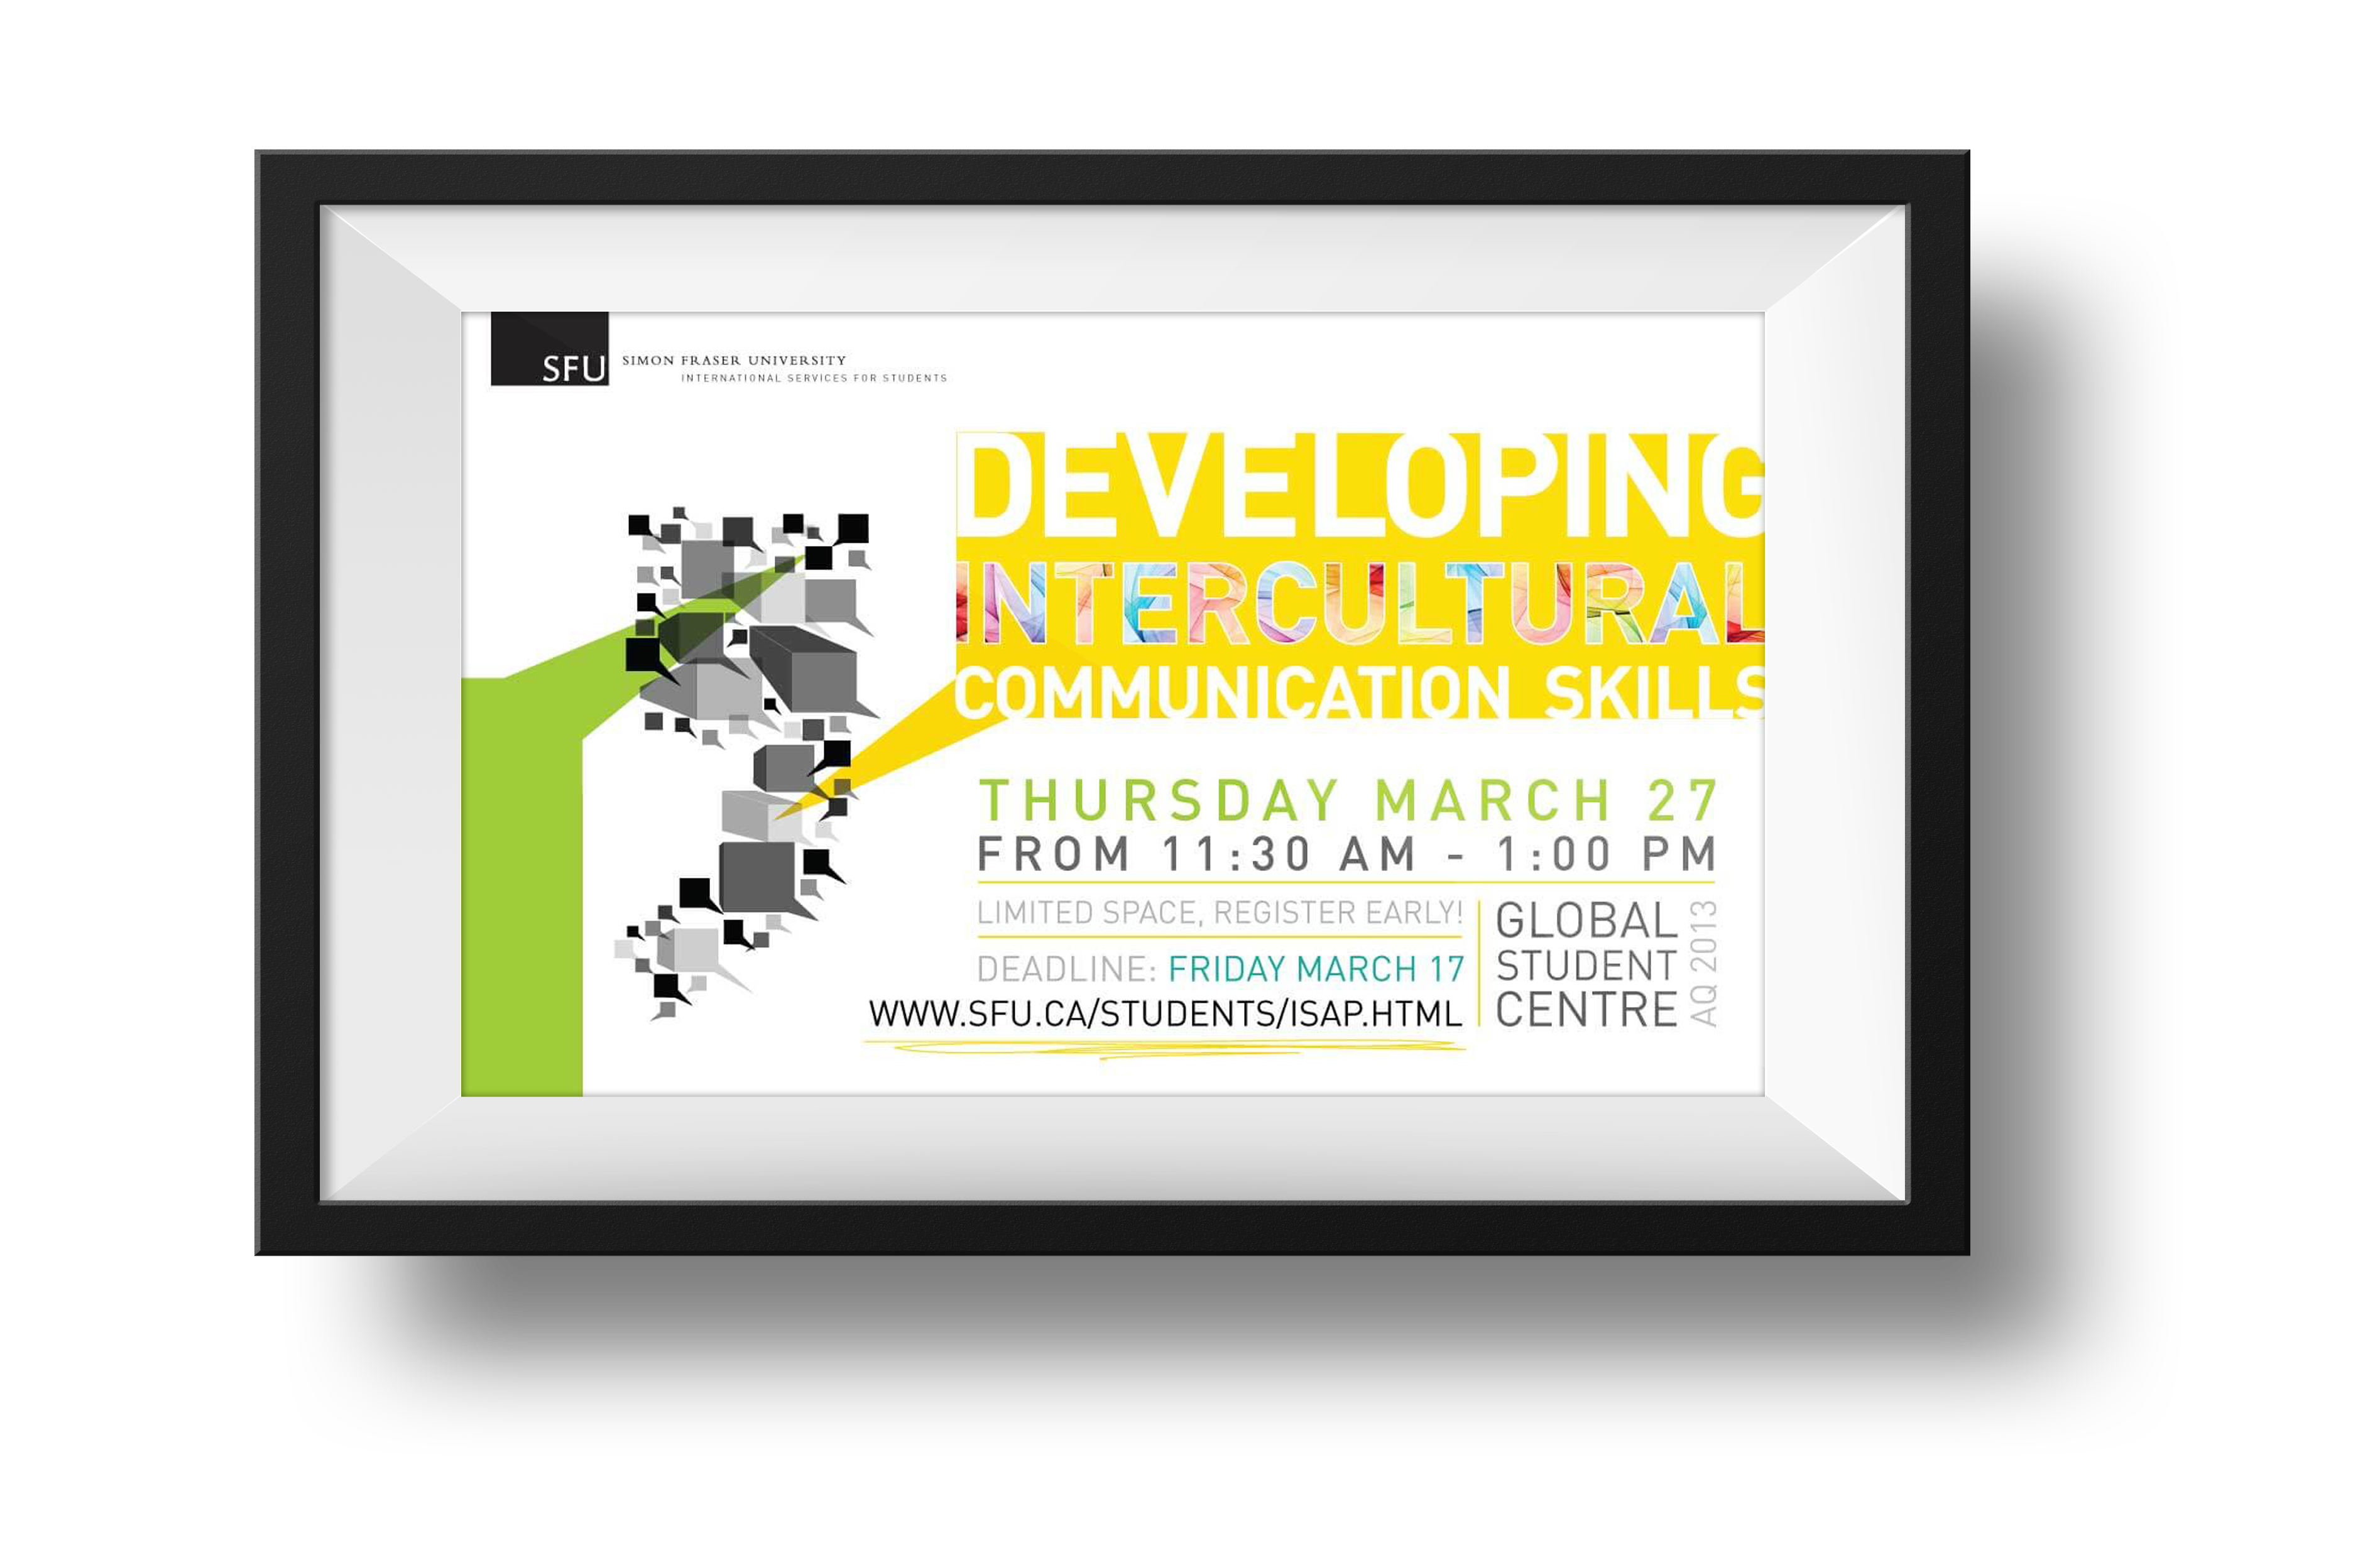 SFU
SIMON FRASER UNIVERSITY
INTERNATIONAL SERVICES FOR STUDENTS
DEVELOPING
INTERCULTURAL
COMMUNICATION SKILLS
THURSDAY MARCH 27
FROM 11:30 AM - 1:00 PM
LIMITED SPACE, REGISTER EARLY!
DEADLINE: FRIDAY MARCH 17
WWW.SFU.CA/STUDENTS/ISAP.HTML
GLOBAL
STUDENT
CENTRE
AQ 2013